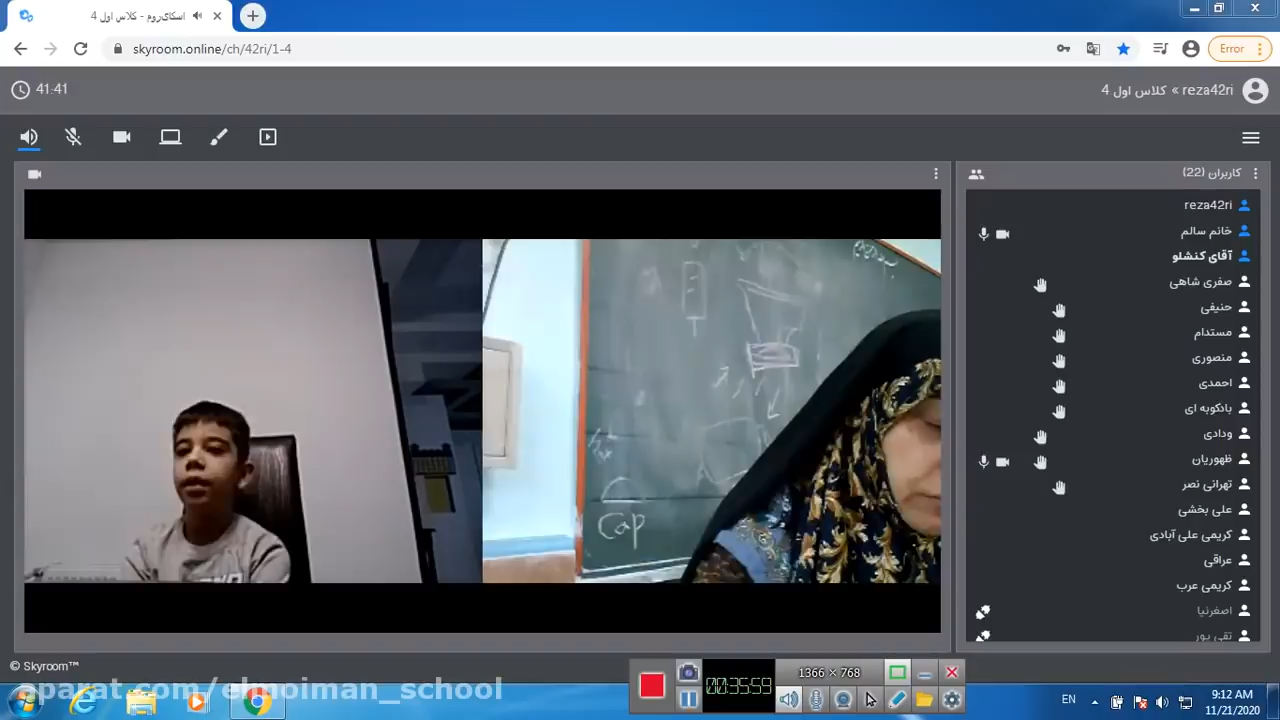 اسکای‌روم - کلاس اول 4
skyroom.online/ch/42ri/1-4
Error
41:41
reza42ri » کلاس اول 4
کاربران (22)
reza42ri
خانم سالم
آقای کنشلو
صفری شاهی
حنیفی
مستدام
منصوری
احمدی
بادکوبه ای
ودادی
ظهوریان
تهرانی نصر
علی بخشی
کریمی علی آبادی
عراقی
کریمی عرب
اصغرنیا
تقی پور
Cap
© Skyroom™
1366 × 768
00:35:59
aparat.com/elmoiman_school
EN
9:12 AM
11/21/2020